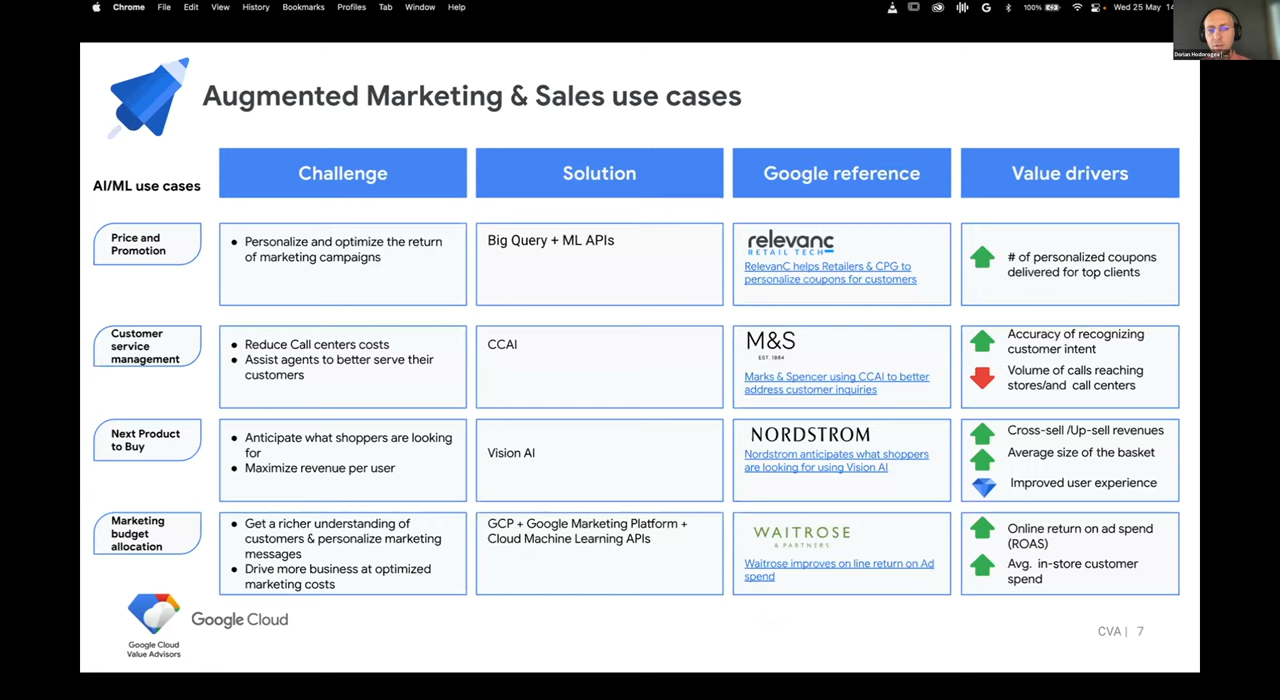 Chrome File Edit View History Bookmarks Profiles Tab Window Help 100% Wed 25 May 14
Dorian Hodorogea
Augmented Marketing & Sales use cases
AI/ML use cases
Challenge
Solution
Google reference
Value drivers
Price and
Promotion
• Personalize and optimize the return
of marketing campaigns
Big Query + ML APIs
relevanc
RETAIL TECH
RelevanC helps Retailers & CPG to
personalize coupons for customers
# of personalized coupons
delivered for top clients
Customer
service
management
• Reduce Call centers costs
• Assist agents to better serve their
customers
CCAI
M&S
EST. 1884
Marks & Spencer using CCAI to better
address customer inquiries
Accuracy of recognizing
customer intent
Volume of calls reaching
stores/and call centers
Next Product
to Buy
• Anticipate what shoppers are looking
for
• Maximize revenue per user
Vision AI
NORDSTROM
Nordstrom anticipates what shoppers
are looking for using Vision AI
Cross-sell /Up-sell revenues
Average size of the basket
Improved user experience
Marketing
budget
allocation
• Get a richer understanding of
customers & personalize marketing
messages
• Drive more business at optimized
marketing costs
GCP + Google Marketing Platform +
Cloud Machine Learning APIs
WAITROSE
& PARTNERS
Waitrose improves on line return on Ad
spend
Online return on ad spend
(ROAS)
Avg. in-store customer
spend
Google Cloud
Value Advisors
Google Cloud
CVA | 7